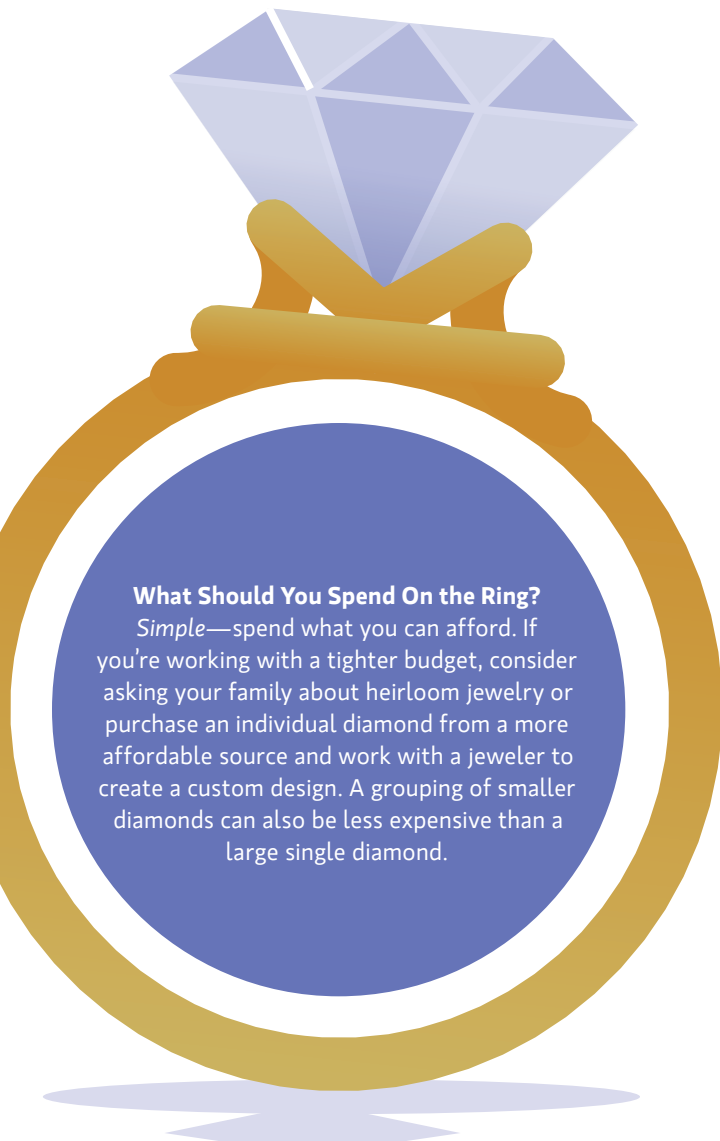 What Should You Spend On the Ring?
Simple—spend what you can afford. If
you're working with a tighter budget, consider
asking your family about heirloom jewelry or
purchase an individual diamond from a more
affordable source and work with a jeweler to
create a custom design. A grouping of smaller
diamonds can also be less expensive than a
large single diamond.